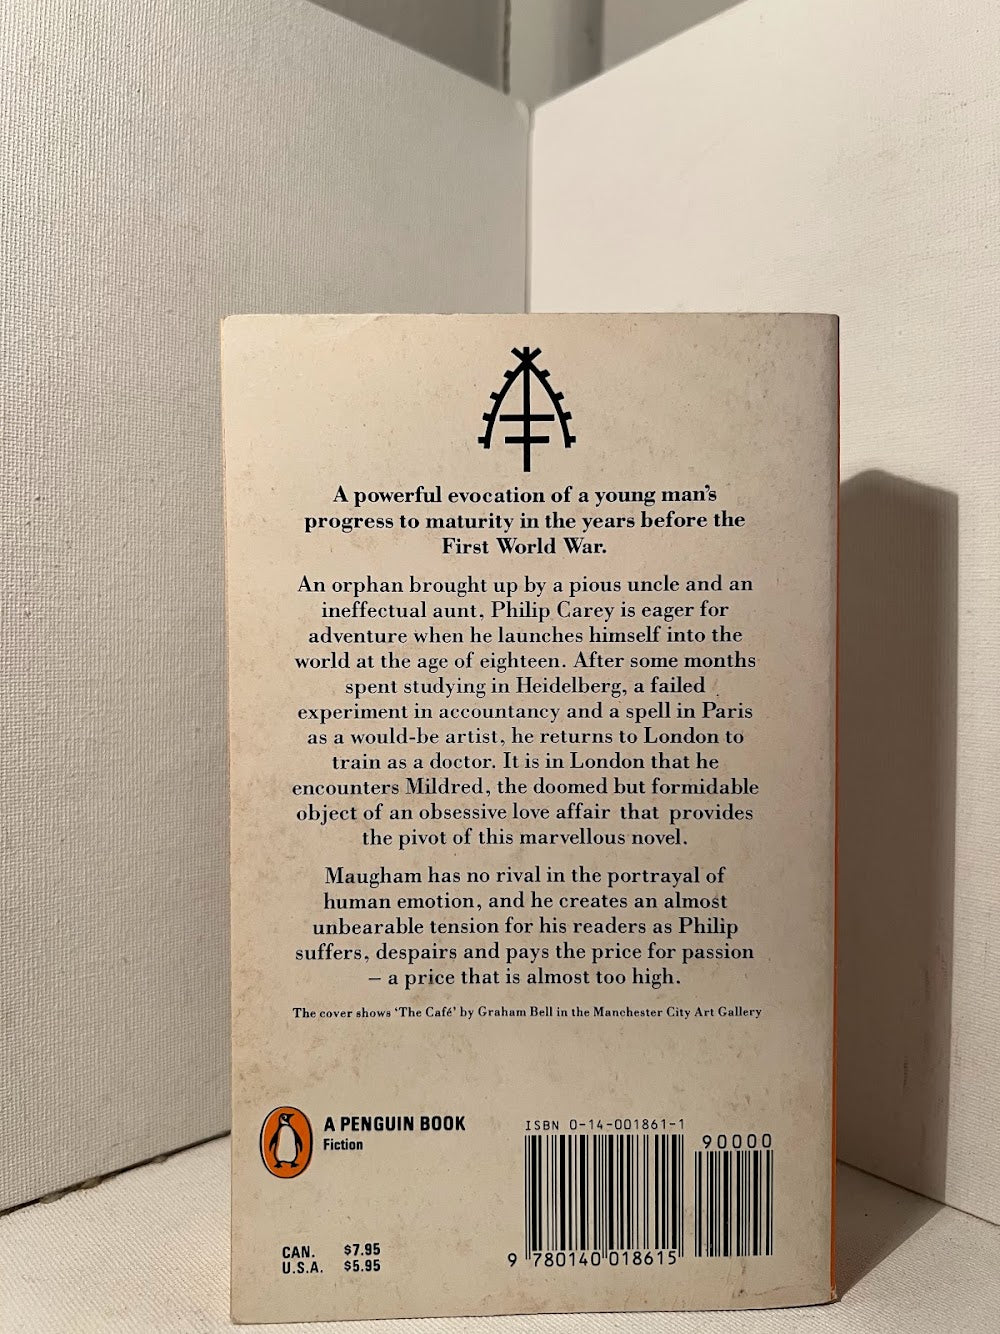 A powerful evocation of a young man's
progress to maturity in the years before the
First World War.
An orphan brought up by a pious uncle and an
ineffectual aunt, Philip Carey is eager for
adventure when he launches himself into the
world at the age of eighteen. After some months
spent studying in Heidelberg, a failed
experiment in accountancy and a spell in Paris
as a would-be artist, he returns to London to
train as a doctor. It is in London that he
encounters Mildred, the doomed but formidable
object of an obsessive love affair that provides
the pivot of this marvellous novel.
Maugham has no rival in the portrayal of
human emotion, and he creates an almost
unbearable tension for his readers as Philip
suffers, despairs and pays the price for passion
– a price that is almost too high.
The cover shows 'The Café' by Graham Bell in the Manchester City Art Gallery
A PENGUIN BOOK
Fiction
ISBN 0-14-001861-1
90000
9 780140 018615
CAN. $7.95
U.S.A. $5.95